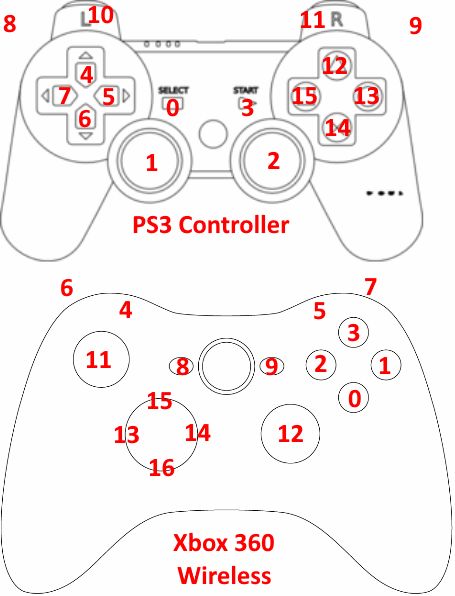 8 L 10 11 R 9
4 12
7 5 SELECT START 15 13
0 3
6 14
1 2
PS3 Controller
6 7
4 5
3
11 8 9 2 1
0
15
13 14 12
16
Xbox 360
Wireless